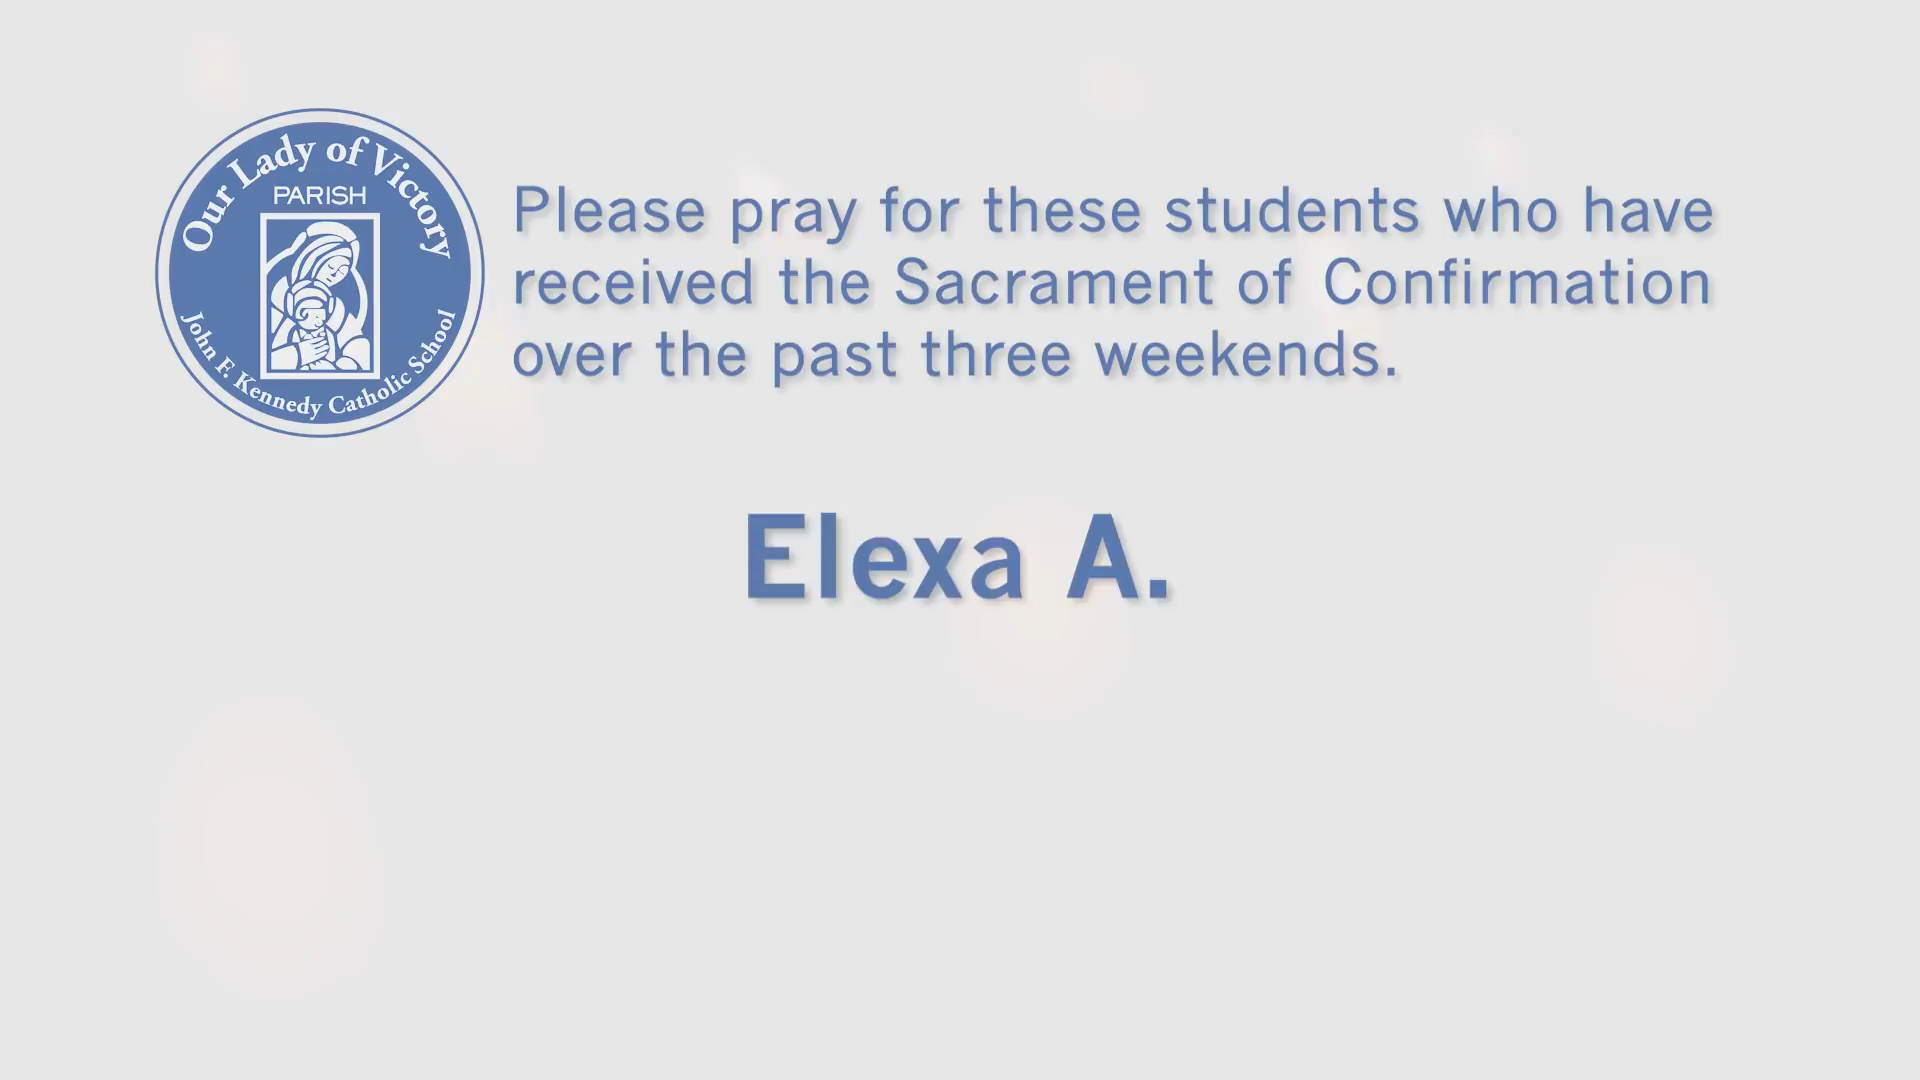 Our Lady of Victory
PARISH
John F. Kennedy Catholic School
Please pray for these students who have
received the Sacrament of Confirmation
over the past three weekends.
Elexa A.